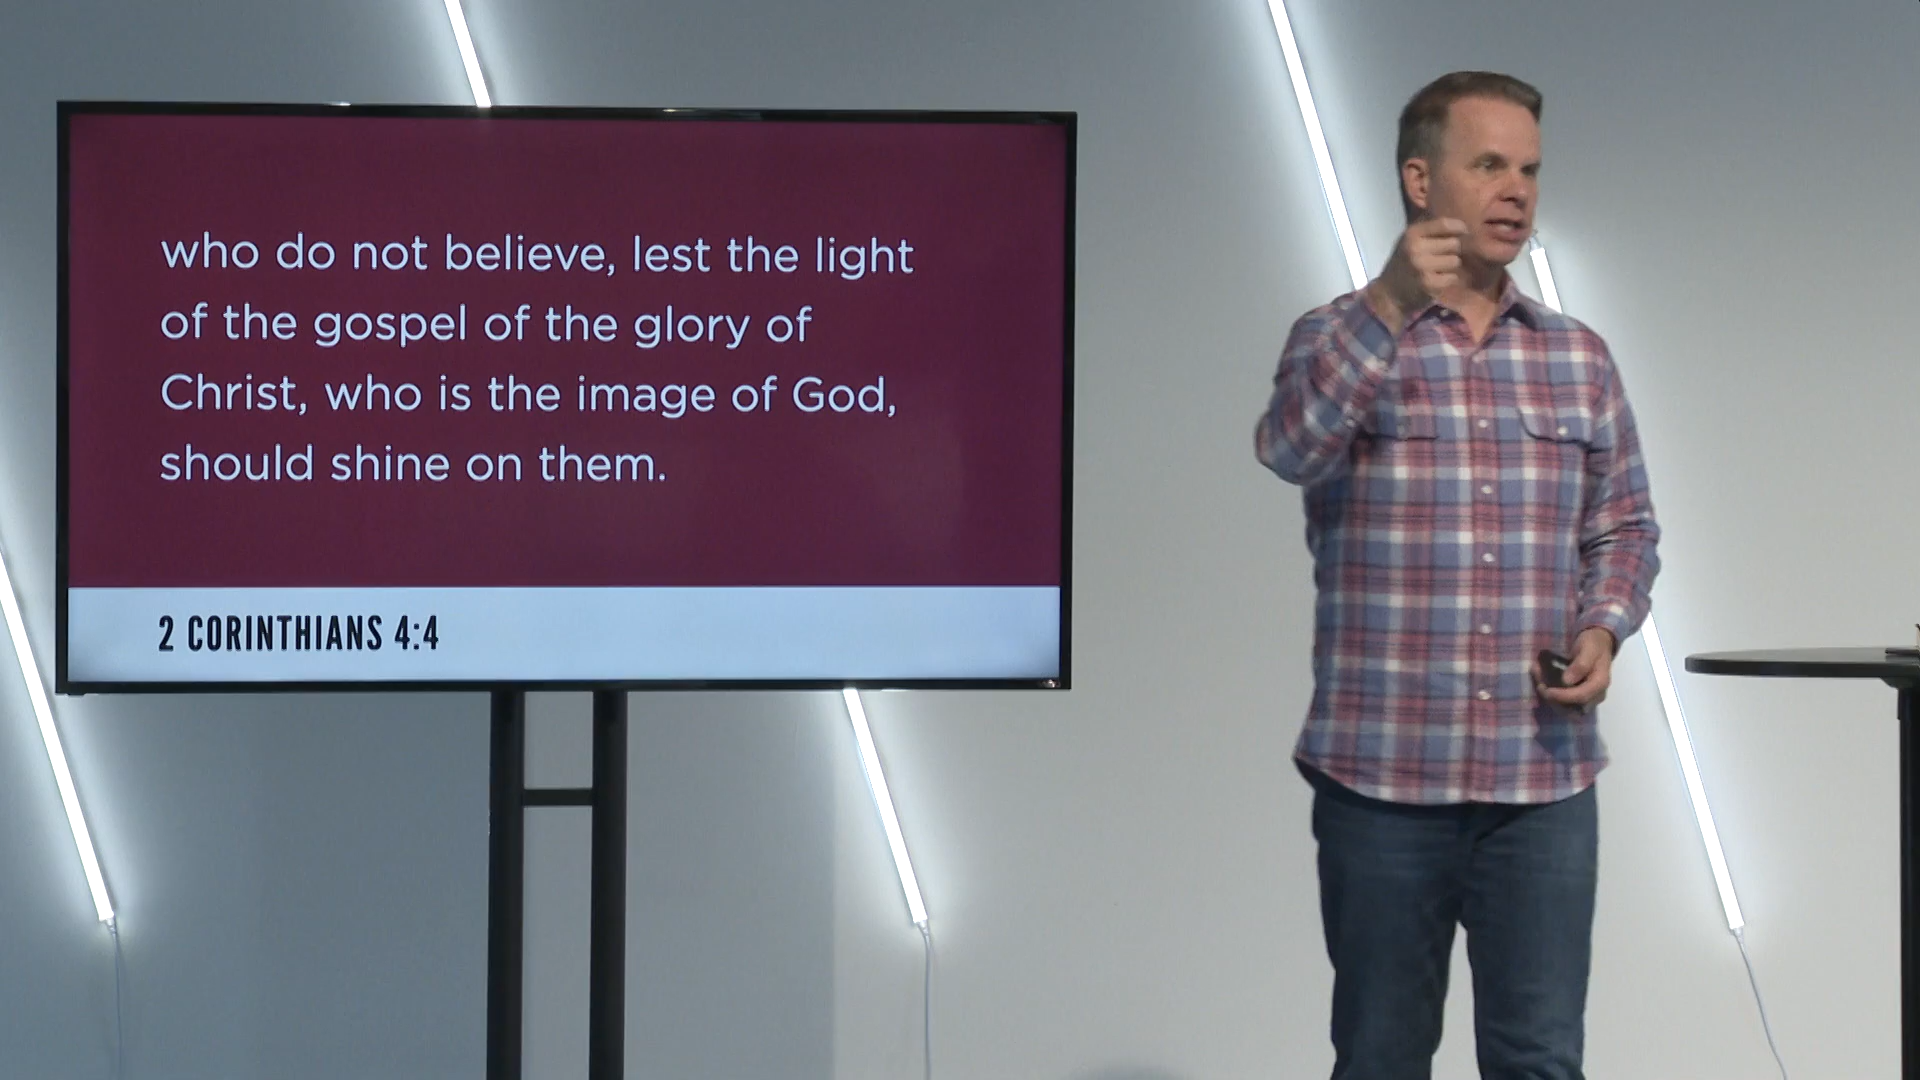 who do not believe, lest the light
of the gospel of the glory of
Christ, who is the image of God,
should shine on them.
2 CORINTHIANS 4:4